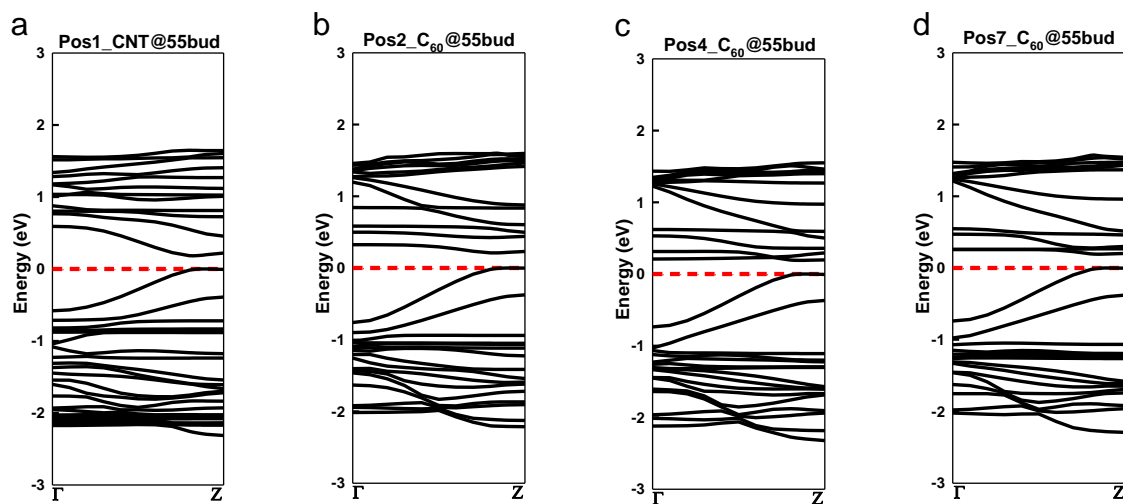 a
Pos1_CNT@55bud
3
2
1
0
-1
-2
-3
Energy (eV)
Γ
Z
b
Pos2_C₆₀@55bud
3
2
1
0
-1
-2
-3
Energy (eV)
Γ
Z
c
Pos4_C₆₀@55bud
3
2
1
0
-1
-2
-3
Energy (eV)
Γ
Z
d
Pos7_C₆₀@55bud
3
2
1
0
-1
-2
-3
Energy (eV)
Γ
Z